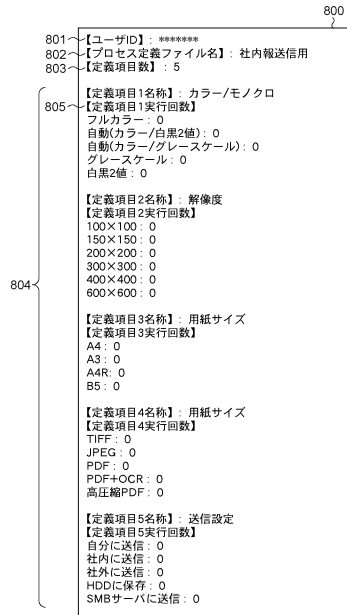 800
801 【ユーザID】: *******
802 【プロセス定義ファイル名】: 社内報送信用
803 【定義項目数】: 5
【定義項目1名称】: カラー/モノクロ
805 【定義項目1実行回数】
フルカラー: 0
自動(カラー/白黒2値): 0
自動(カラー/グレースケール): 0
グレースケール: 0
白黒2値: 0
【定義項目2名称】: 解像度
【定義項目2実行回数】
100×100: 0
150×150: 0
200×200: 0
300×300: 0
400×400: 0
600×600: 0
804
【定義項目3名称】: 用紙サイズ
【定義項目3実行回数】
A4: 0
A3: 0
A4R: 0
B5: 0
【定義項目4名称】: 用紙サイズ
【定義項目4実行回数】
TIFF: 0
JPEG: 0
PDF: 0
PDF+OCR: 0
高圧縮PDF: 0
【定義項目5名称】: 送信設定
【定義項目5実行回数】
自分に送信: 0
社内に送信: 0
社外に送信: 0
HDDに保存: 0
SMBサーバに送信: 0